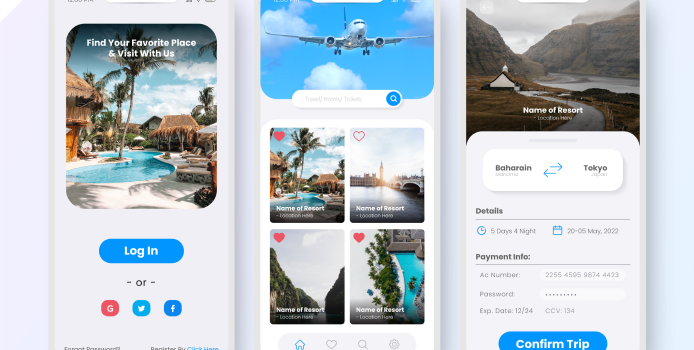 12:00 PM
Find Your Favorite Place
& Visit With Us
Log In
- or -
G
f
Forgot Password?
Register By Click Here
12:00 PM
Name of Resort
- Location Here
Name of Resort
- Location Here
Name of Resort
- Location Here
Name of Resort
- Location Here
Name of Resort
- Location Here
Baharain
Manama
Tokyo
Japan
Details
5 Days 4 Night
20-05 May, 2022
Payment Info:
Ac Number:
2255 4595 9874 4423
Password:
Exp. Date: 12/24
CCV: 134
Confirm Trip